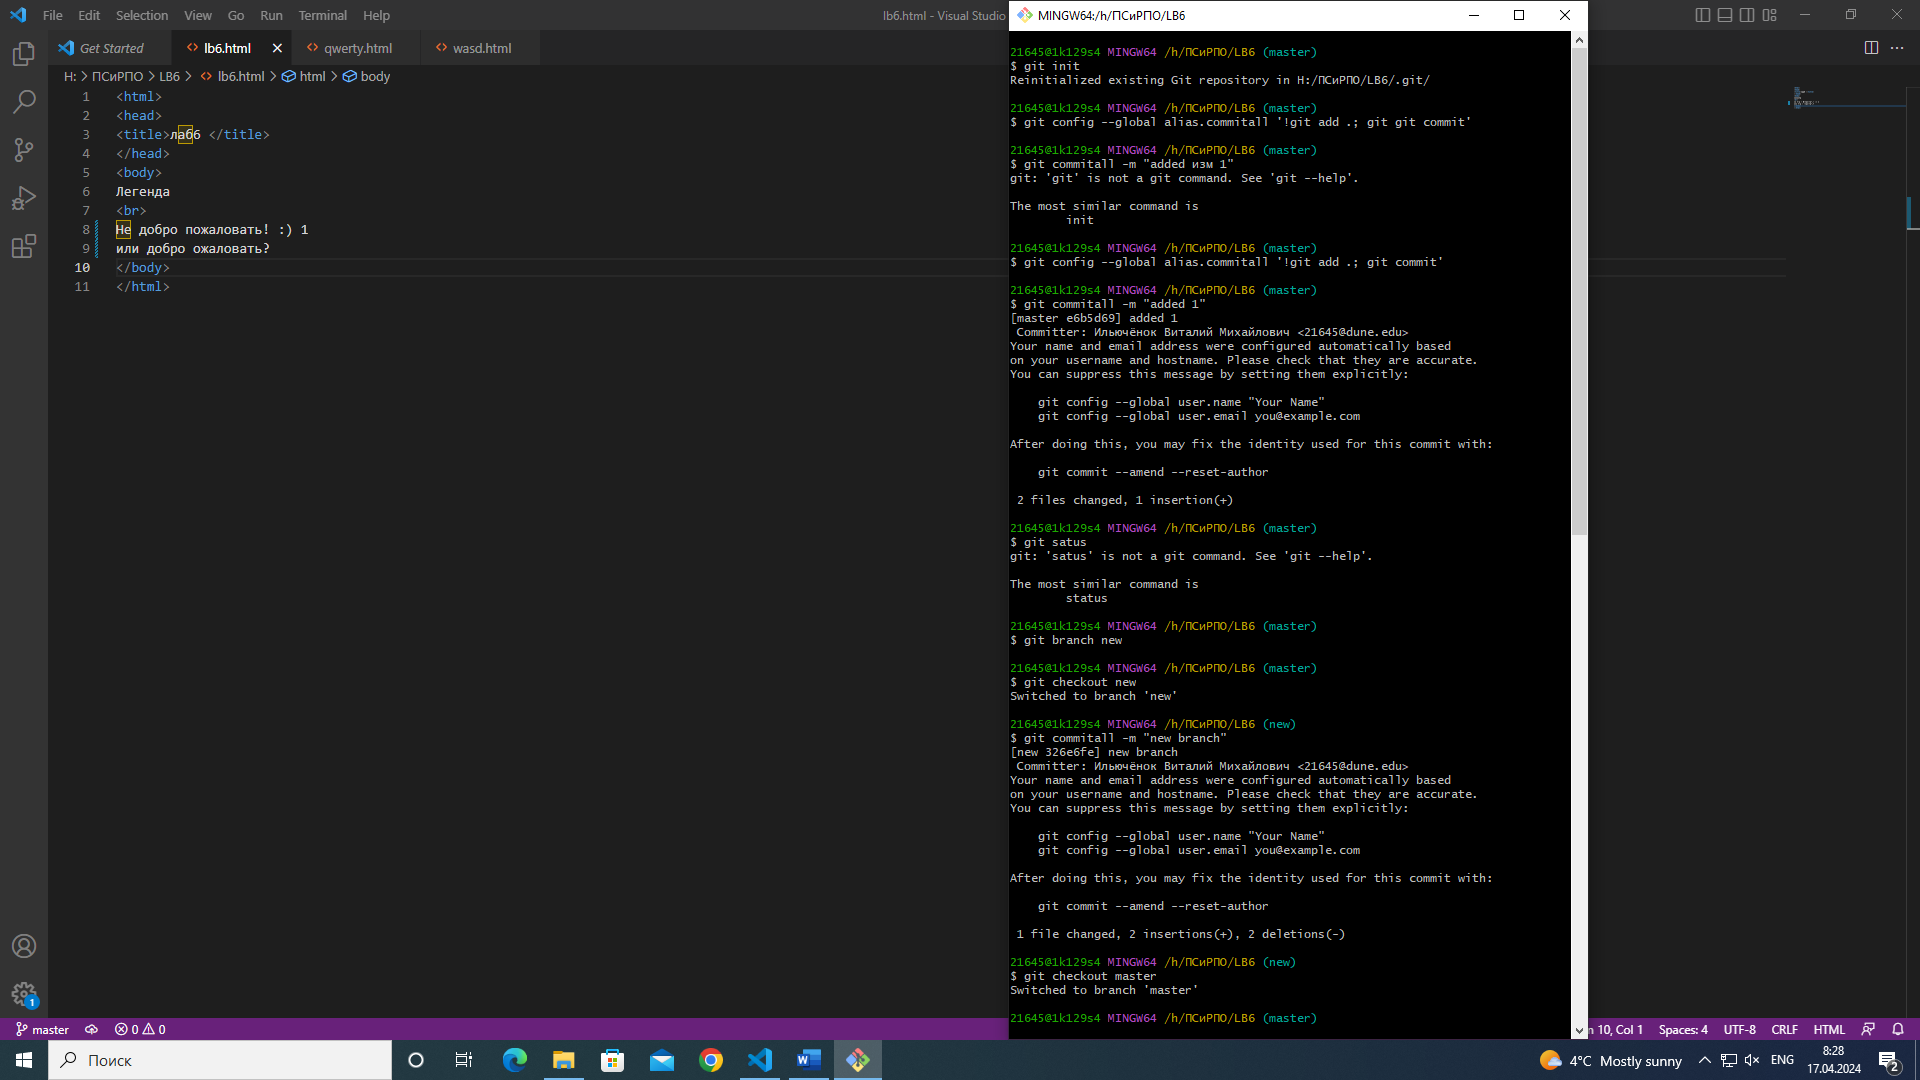 File Edit Selection View Go Run Terminal Help
lb6.html - Visual Studio
Get Started lb6.html qwerty.html wasd.html
H: > ПСиРПО > LB6 > lb6.html > html > body
1 <html>
2 <head>
3 <title>лаб6 </title>
4 </head>
5 <body>
6 Легенда
7 <br>
8 Не добро пожаловать! :) 1
9 или добро ожаловать?
10 </body>
11 </html>
MINGW64:/h/ПСиРПО/LB6
21645@1k129s4 MINGW64 /h/ПСиРПО/LB6 (master)
$ git init
Reinitialized existing Git repository in H:/ПСиРПО/LB6/.git/
21645@1k129s4 MINGW64 /h/ПСиРПО/LB6 (master)
$ git config --global alias.commitall '!git add .; git git commit'
21645@1k129s4 MINGW64 /h/ПСиРПО/LB6 (master)
$ git commitall -m "added изм 1"
git: 'git' is not a git command. See 'git --help'.
The most similar command is
init
21645@1k129s4 MINGW64 /h/ПСиРПО/LB6 (master)
$ git config --global alias.commitall '!git add .; git commit'
21645@1k129s4 MINGW64 /h/ПСиРПО/LB6 (master)
$ git commitall -m "added 1"
[master e6b5d69] added 1
Committer: Ильючёнок Виталий Михайлович <21645@dune.edu>
Your name and email address were configured automatically based
on your username and hostname. Please check that they are accurate.
You can suppress this message by setting them explicitly:
git config --global user.name "Your Name"
git config --global user.email you@example.com
After doing this, you may fix the identity used for this commit with:
git commit --amend --reset-author
2 files changed, 1 insertion(+)
21645@1k129s4 MINGW64 /h/ПСиРПО/LB6 (master)
$ git satus
git: 'satus' is not a git command. See 'git --help'.
The most similar command is
status
21645@1k129s4 MINGW64 /h/ПСиРПО/LB6 (master)
$ git branch new
21645@1k129s4 MINGW64 /h/ПСиРПО/LB6 (master)
$ git checkout new
Switched to branch 'new'
21645@1k129s4 MINGW64 /h/ПСиРПО/LB6 (new)
$ git commitall -m "new branch"
[new 326e6fe] new branch
Committer: Ильючёнок Виталий Михайлович <21645@dune.edu>
Your name and email address were configured automatically based
on your username and hostname. Please check that they are accurate.
You can suppress this message by setting them explicitly:
git config --global user.name "Your Name"
git config --global user.email you@example.com
After doing this, you may fix the identity used for this commit with:
git commit --amend --reset-author
1 file changed, 2 insertions(+), 2 deletions(-)
21645@1k129s4 MINGW64 /h/ПСиРПО/LB6 (new)
$ git checkout master
Switched to branch 'master'
21645@1k129s4 MINGW64 /h/ПСиРПО/LB6 (master)
1
master 0 0 n 10, Col 1 Spaces: 4 UTF-8 CRLF HTML
Поиск
4°C Mostly sunny ENG
8:28
17.04.2024
2